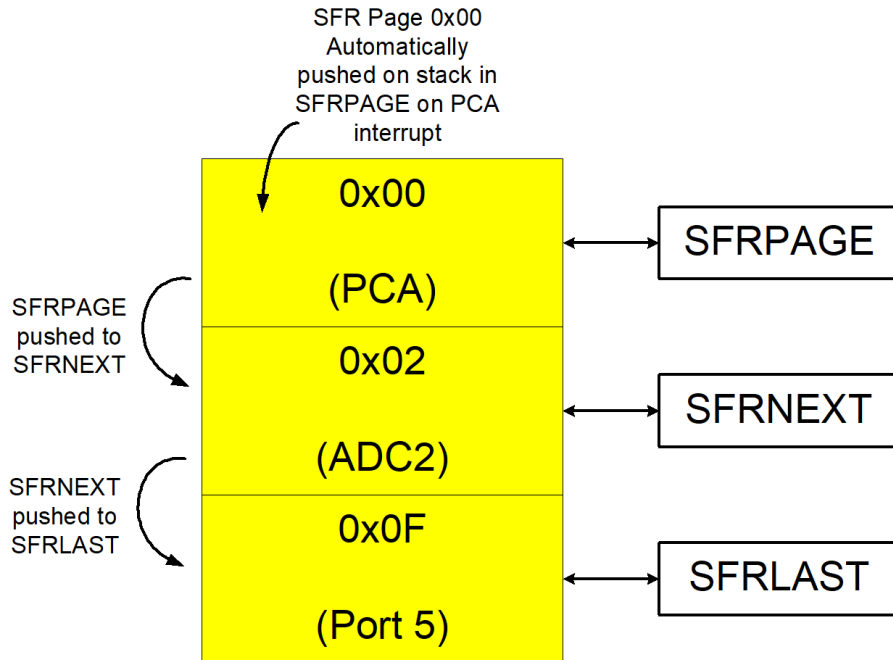 SFR Page 0x00
Automatically
pushed on stack in
SFRPAGE on PCA
interrupt
0x00
(PCA)
SFRPAGE
SFRPAGE
pushed to
SFRNEXT
0x02
(ADC2)
SFRNEXT
SFRNEXT
pushed to
SFRLAST
0x0F
(Port 5)
SFRLAST